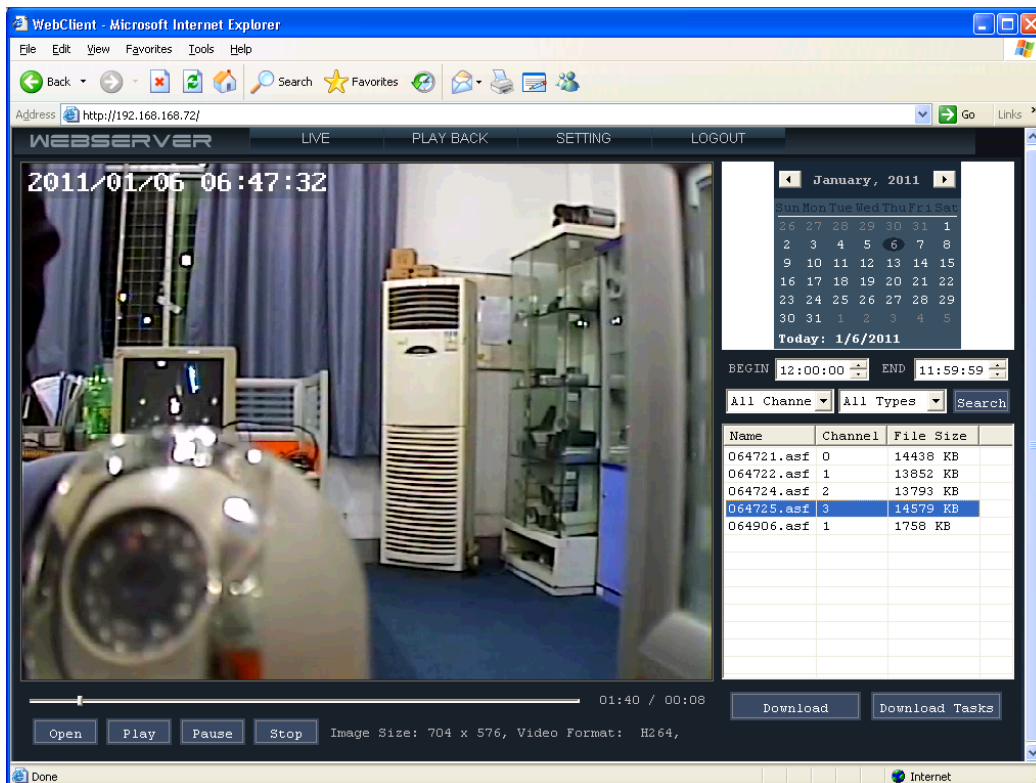 WebClient - Microsoft Internet Explorer
File Edit View Favorites Tools Help
Back Search Favorites
Address http://192.168.168.72/ Go Links
WEBSERVER LIVE PLAY BACK SETTING LOGOUT
2011/01/06 06:47:32
January, 2011
Sun Mon Tue Wed Thu Fri Sat
26 27 28 29 30 31 1
2 3 4 5 6 7 8
9 10 11 12 13 14 15
16 17 18 19 20 21 22
23 24 25 26 27 28 29
30 31 1 2 3 4 5
Today: 1/6/2011
BEGIN 12:00:00 END 11:59:59
All Channe All Types Search
Name Channel File Size
064721.asf 0 14438 KB
064722.asf 1 13852 KB
064724.asf 2 13793 KB
064725.asf 3 14579 KB
064906.asf 1 1758 KB
01:40 / 00:08
Download Download Tasks
Open Play Pause Stop Image Size: 704 x 576, Video Format: H264,
Done Internet